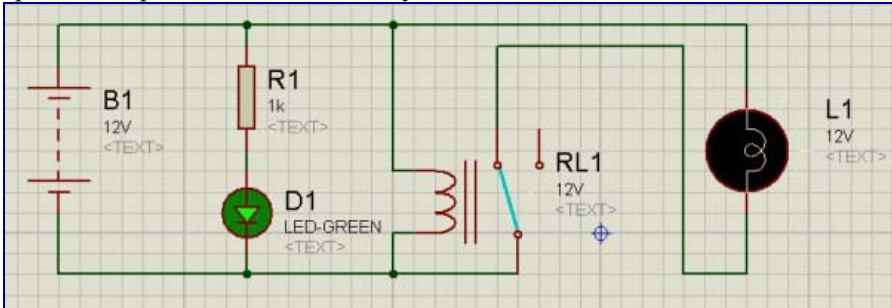 B1
12V
<TEXT>
R1
1k
<TEXT>
D1
LED-GREEN
<TEXT>
RL1
12V
<TEXT>
L1
12V
<TEXT>